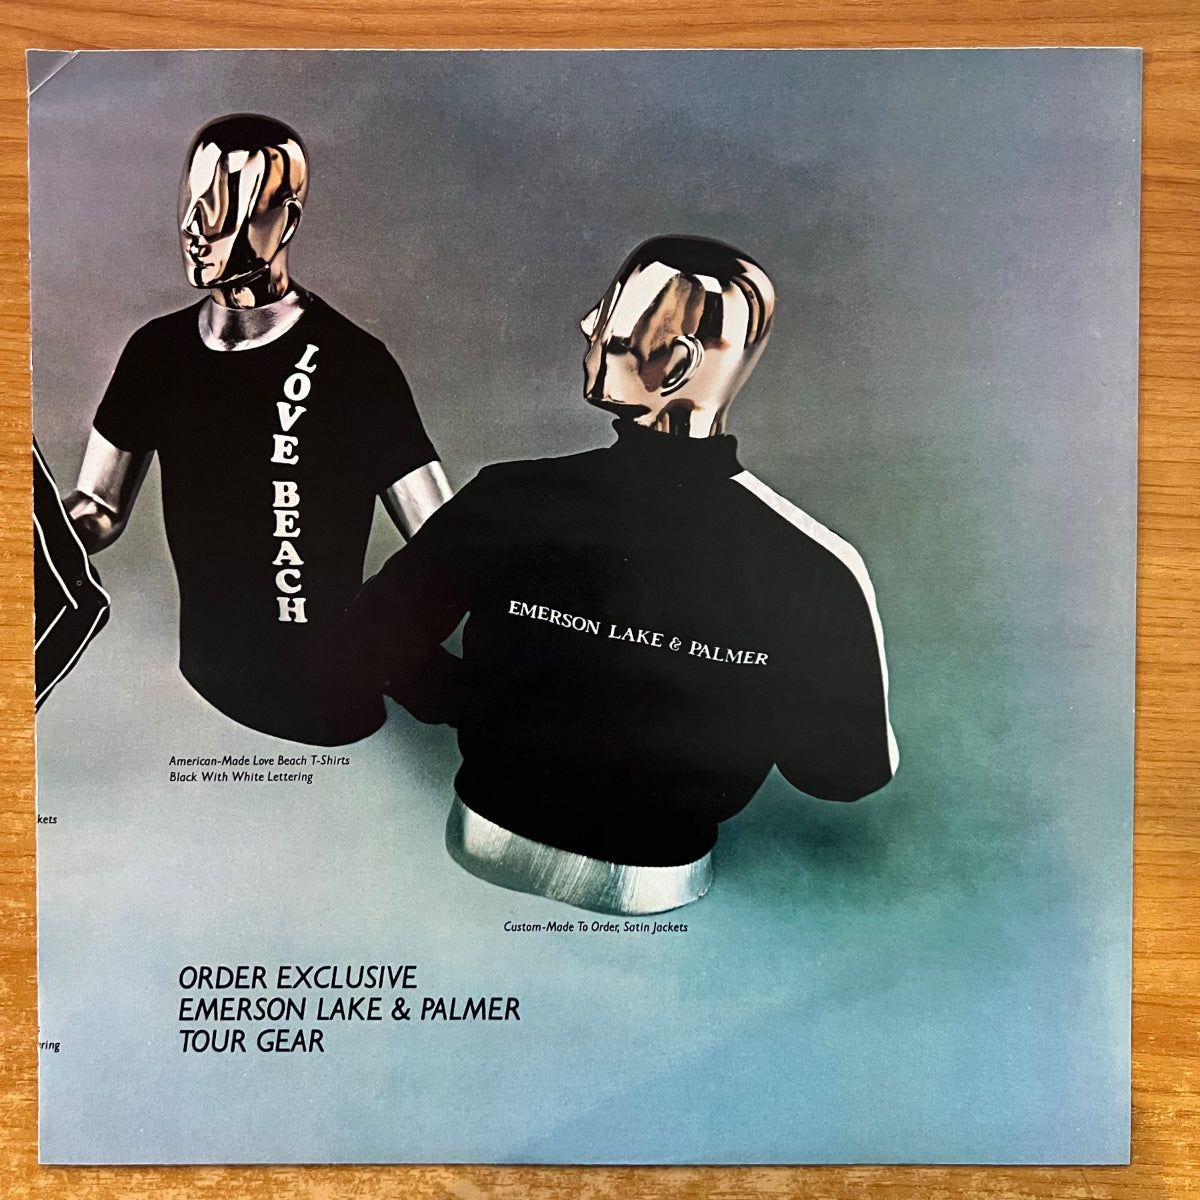 LOVE BEACH
EMERSON LAKE & PALMER
American-Made Love Beach T-Shirts
Black With White Lettering
kets
Custom-Made To Order, Satin Jackets
ORDER EXCLUSIVE
EMERSON LAKE & PALMER
TOUR GEAR
ring